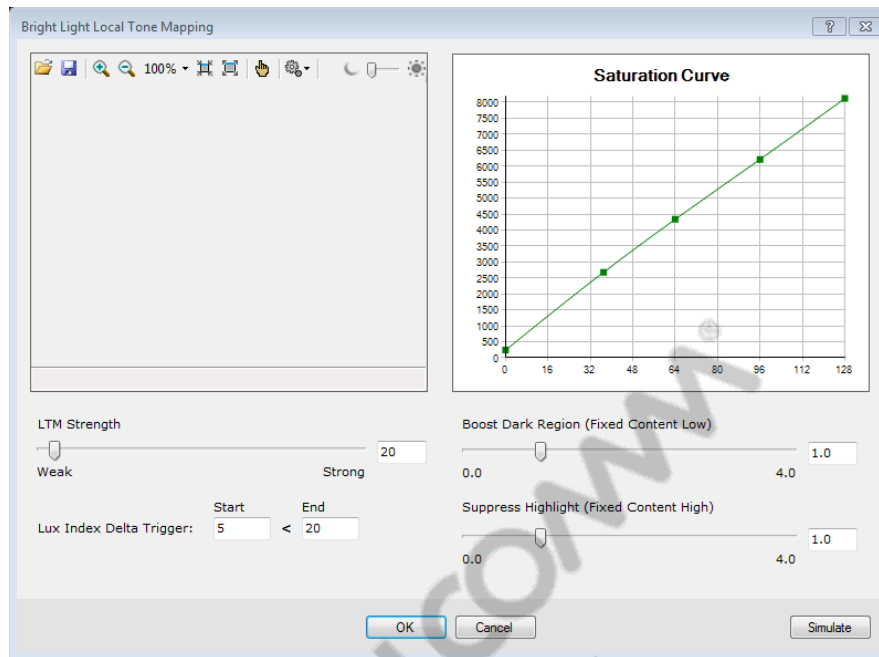 Bright Light Local Tone Mapping
100%
Saturation Curve
8000
7500
7000
6500
6000
5500
5000
4500
4000
3500
3000
2500
2000
1500
1000
500
0
0 16 32 48 64 80 96 112 128
LTM Strength
20
Weak Strong
Start End
Lux Index Delta Trigger: 5 < 20
Boost Dark Region (Fixed Content Low)
1.0
0.0 4.0
Suppress Highlight (Fixed Content High)
1.0
0.0 4.0
OK Cancel Simulate